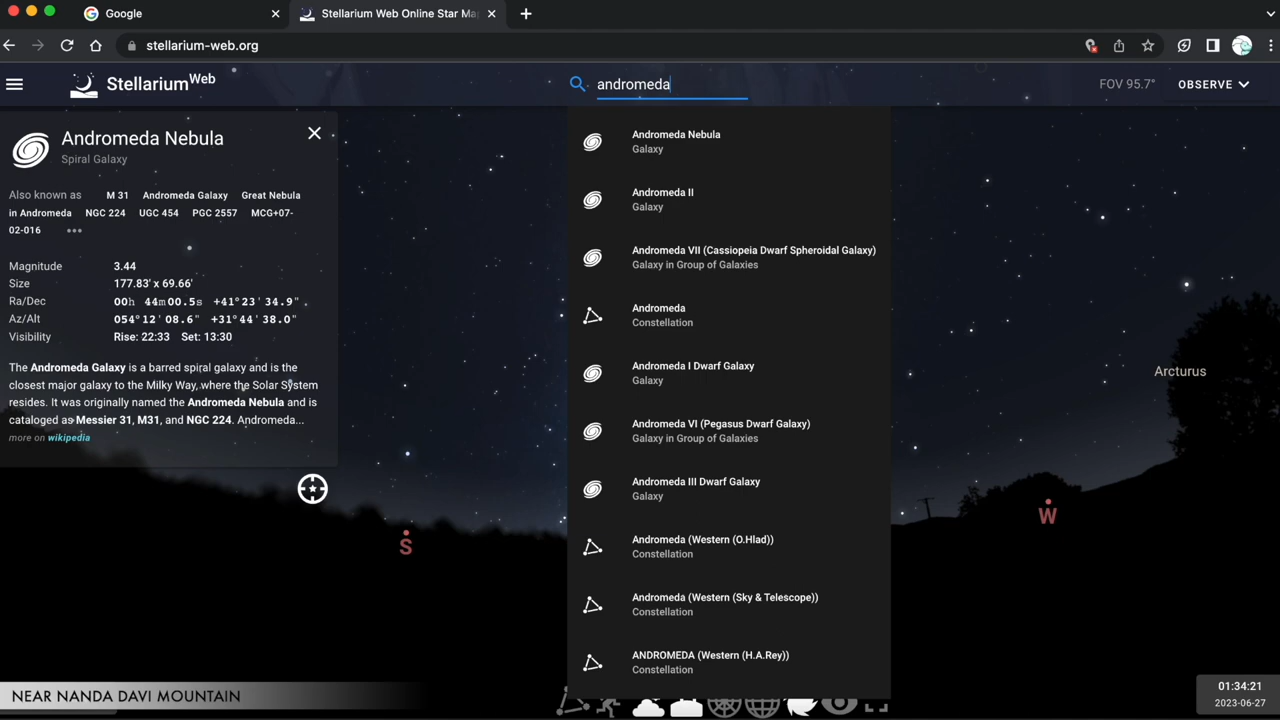 Google
Stellarium Web Online Star Ma
stellarium-web.org
StellariumWeb
andromeda
FOV 95.7°
OBSERVE
Andromeda Nebula
Spiral Galaxy
Also known as M 31 Andromeda Galaxy Great Nebula
in Andromeda NGC 224 UGC 454 PGC 2557 MCG+07-
02-016
Magnitude 3.44
Size 177.83' x 69.66'
Ra/Dec 00h 44m00.5s +41°23'34.9"
Az/Alt 054°12'08.6" +31°44'38.0"
Visibility Rise: 22:33 Set: 13:30
The Andromeda Galaxy is a barred spiral galaxy and is the
closest major galaxy to the Milky Way, where the Solar System
resides. It was originally named the Andromeda Nebula and is
cataloged as Messier 31, M31, and NGC 224. Andromeda...
more on wikipedia
Andromeda Nebula
Galaxy
Andromeda II
Galaxy
Andromeda VII (Cassiopeia Dwarf Spheroidal Galaxy)
Galaxy in Group of Galaxies
Andromeda
Constellation
Andromeda I Dwarf Galaxy
Galaxy
Andromeda VI (Pegasus Dwarf Galaxy)
Galaxy in Group of Galaxies
Andromeda III Dwarf Galaxy
Galaxy
Andromeda (Western (O.Hlad))
Constellation
Andromeda (Western (Sky & Telescope))
Constellation
ANDROMEDA (Western (H.A.Rey))
Constellation
Arcturus
S
W
NEAR NANDA DAVI MOUNTAIN
01:34:21
2023-06-27